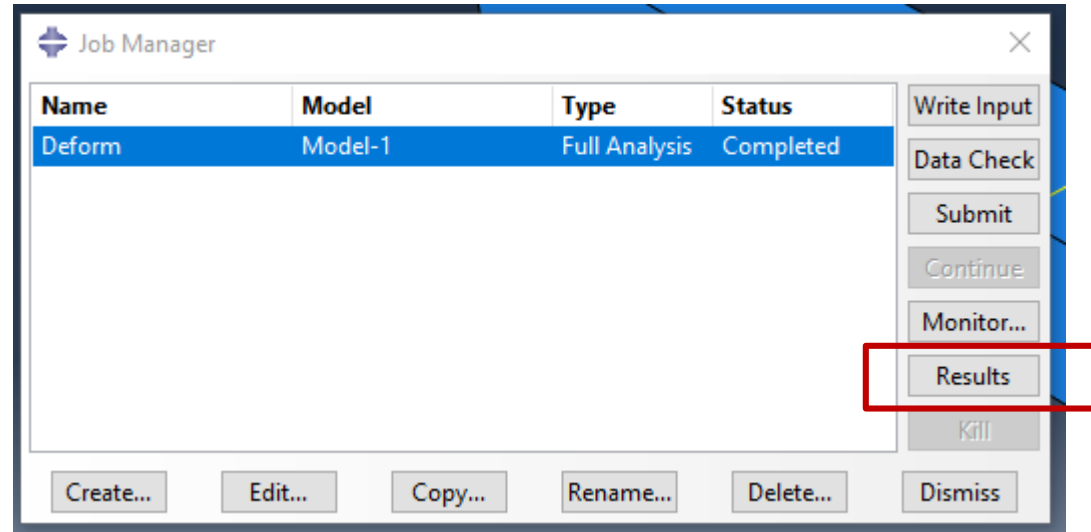 Job Manager
Name Model Type Status
Deform Model-1 Full Analysis Completed
Write Input
Data Check
Submit
Continue
Monitor...
Results
Kill
Create... Edit... Copy... Rename... Delete... Dismiss